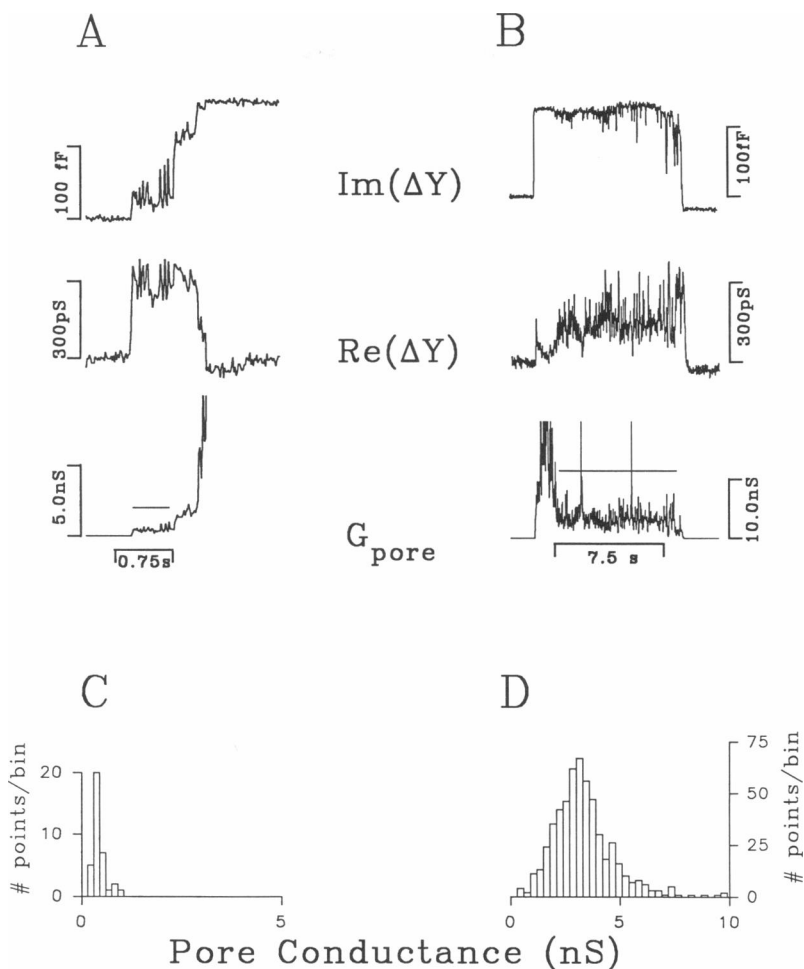 A
B
100 fF
Im(ΔY)
100fF
300pS
Re(ΔY)
300pS
5.0nS
G pore
10.0nS
0.75s
7.5 s
C
D
# points/bin
20
10
0
0
5
75
50
25
0
# points/bin
0
5
10
Pore Conductance (nS)